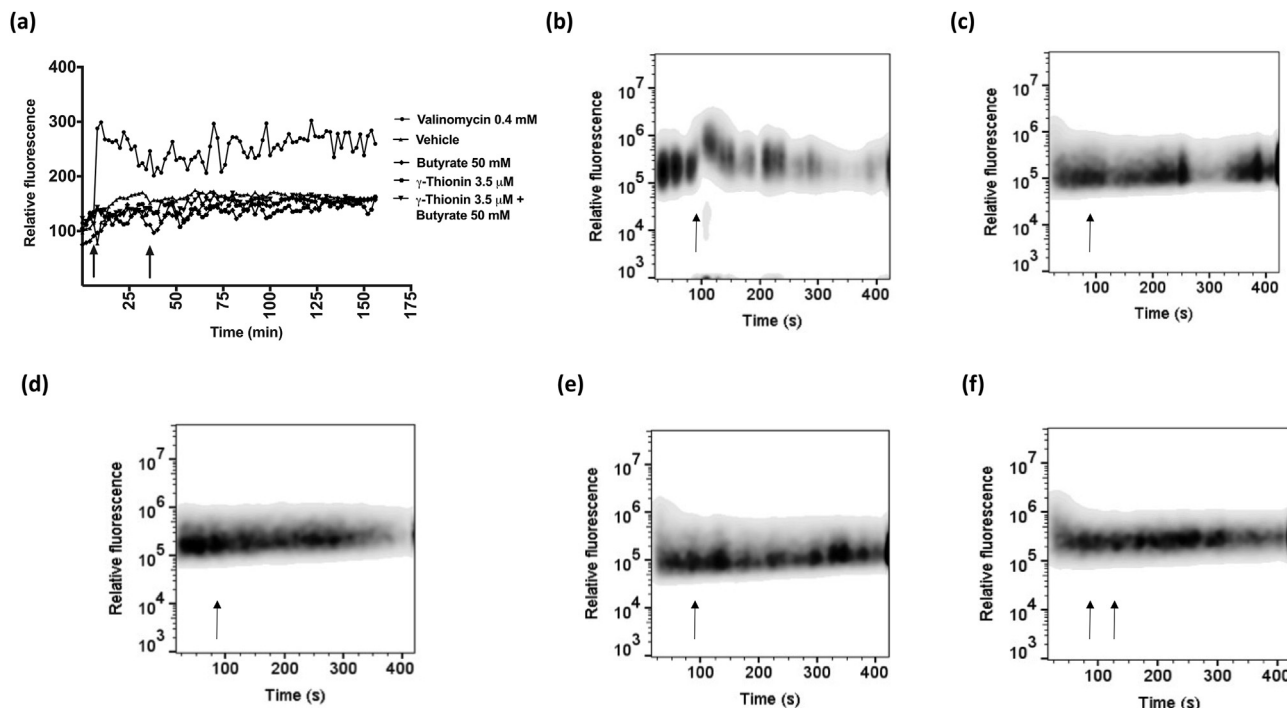 (a)
400
300
200
100
Relative fluorescence
25
50
75
100
125
150
175
Time (min)
Valinomycin 0.4 mM
Vehicle
Butyrate 50 mM
γ-Thionin 3.5 μM
γ-Thionin 3.5 μM +
Butyrate 50 mM
(b)
Relative fluorescence
10⁷
10⁶
10⁵
10⁴
10³
100
200
300
400
Time (s)
(c)
Relative fluorescence
10⁷
10⁶
10⁵
10⁴
10³
100
200
300
400
Time (s)
(d)
Relative fluorescence
10⁷
10⁶
10⁵
10⁴
10³
100
200
300
400
Time (s)
(e)
Relative fluorescence
10⁷
10⁶
10⁵
10⁴
10³
100
200
300
400
Time (s)
(f)
Relative fluorescence
10⁷
10⁶
10⁵
10⁴
10³
100
200
300
400
Time (s)